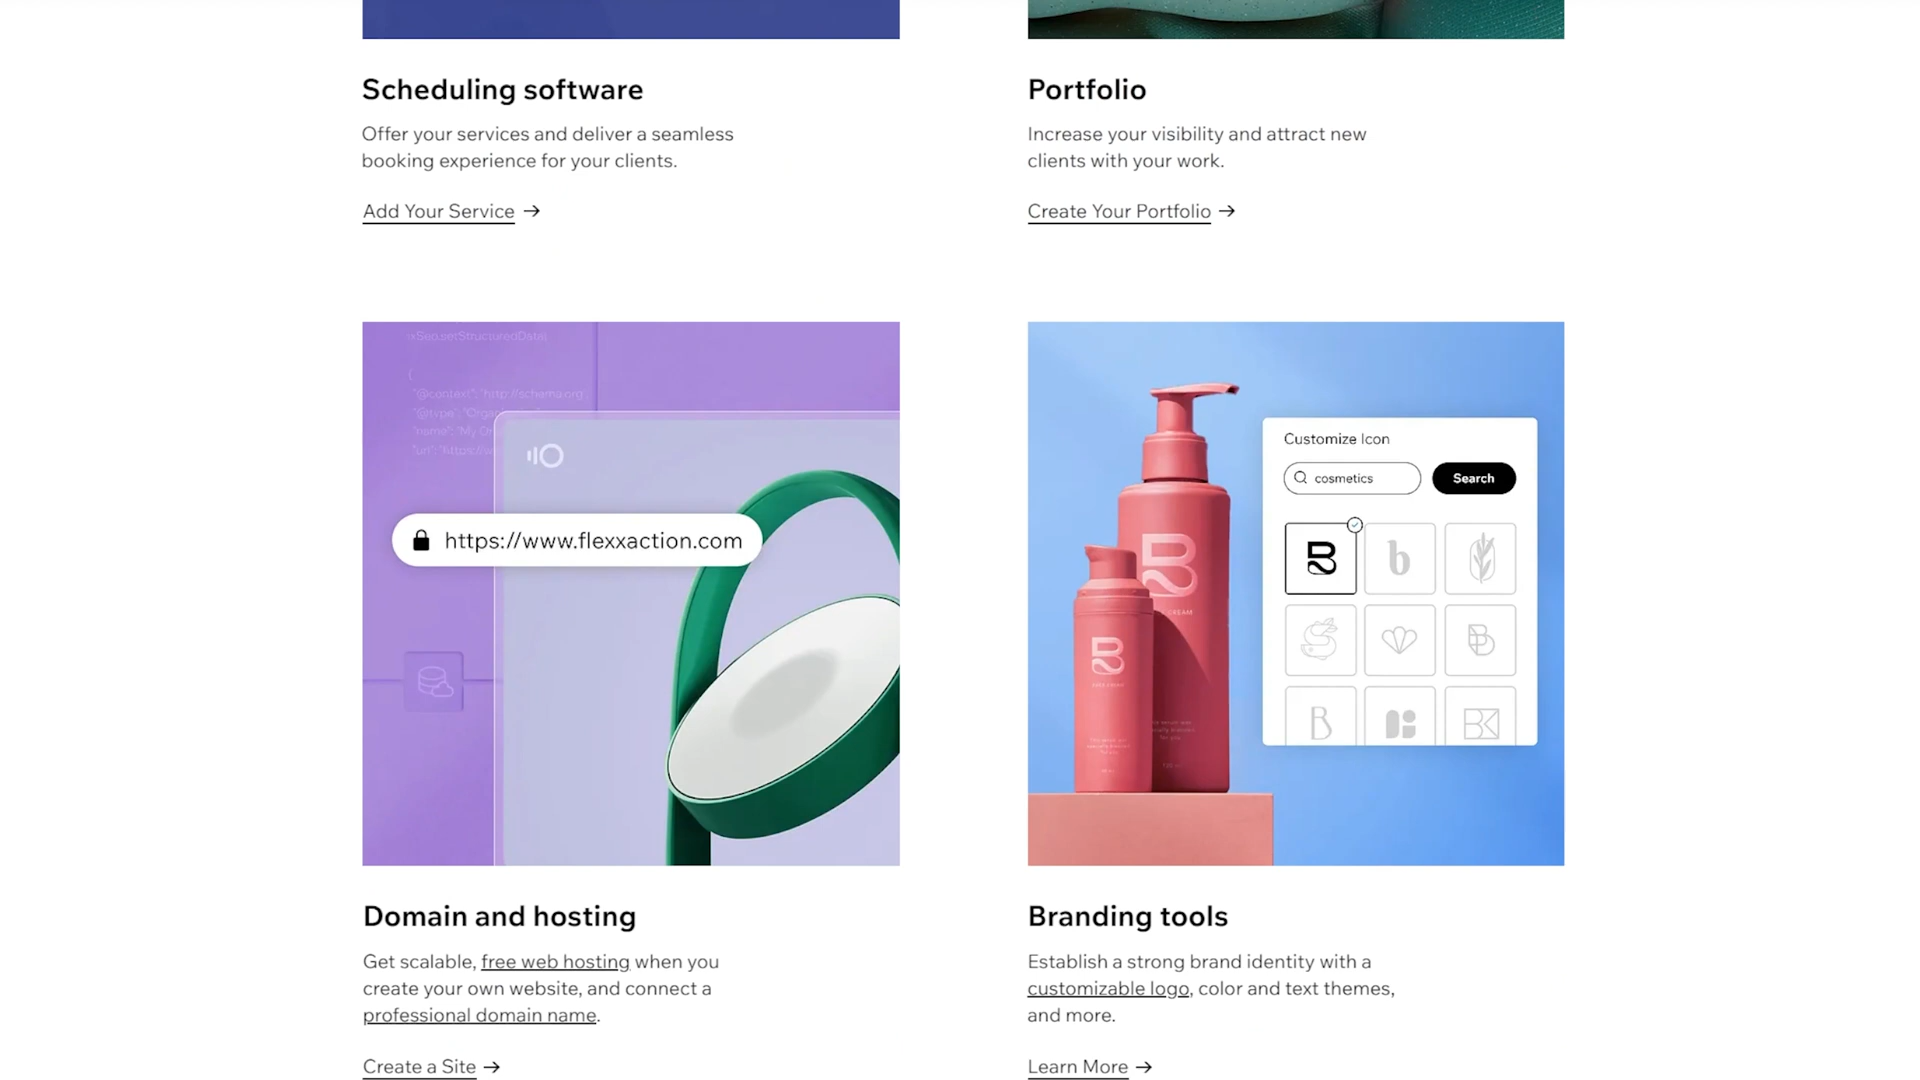 Scheduling software
Offer your services and deliver a seamless
booking experience for your clients.
Add Your Service →
Portfolio
Increase your visibility and attract new
clients with your work.
Create Your Portfolio →
"@context": "http://schema.org
https://www.flexxaction.com
Customize Icon
cosmetics
Search
Domain and hosting
Get scalable, free web hosting when you
create your own website, and connect a
professional domain name.
Create a Site →
Branding tools
Establish a strong brand identity with a
customizable logo, color and text themes,
and more.
Learn More →